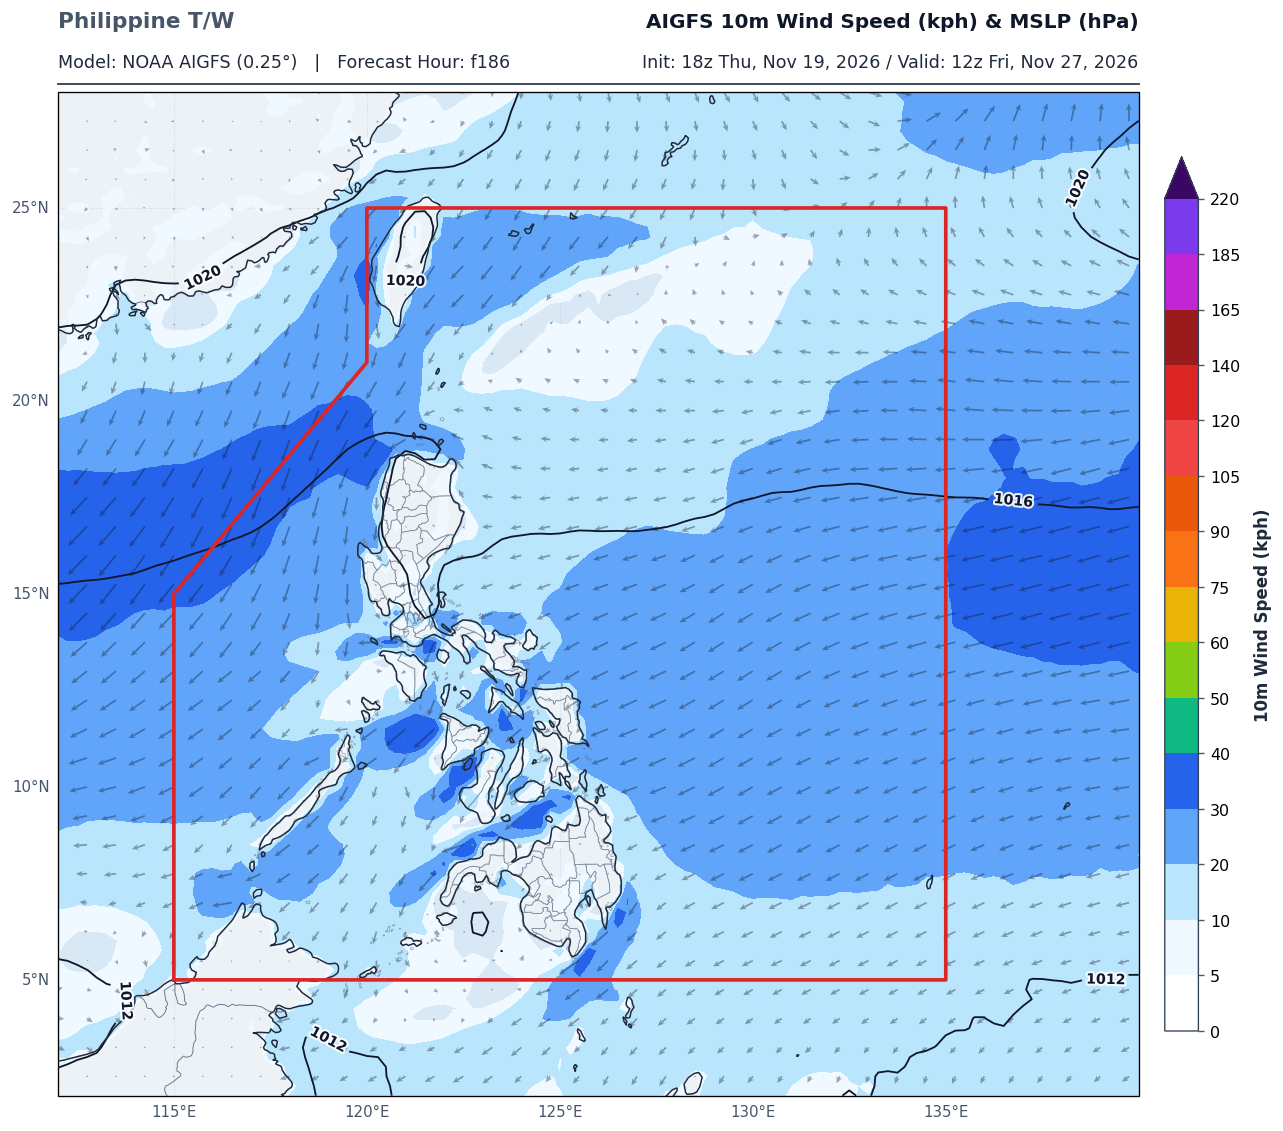 Philippine T/W
AIGFS 10m Wind Speed (kph) & MSLP (hPa)
Model: NOAA AIGFS (0.25°) | Forecast Hour: f186
Init: 18z Thu, Nov 19, 2026 / Valid: 12z Fri, Nov 27, 2026
25°N
20°N
15°N
10°N
5°N
115°E
120°E
125°E
130°E
135°E
1020
1020
1020
1016
1012
1012
1012
220
185
165
140
120
105
90
75
60
50
40
30
20
10
5
0
10m Wind Speed (kph)